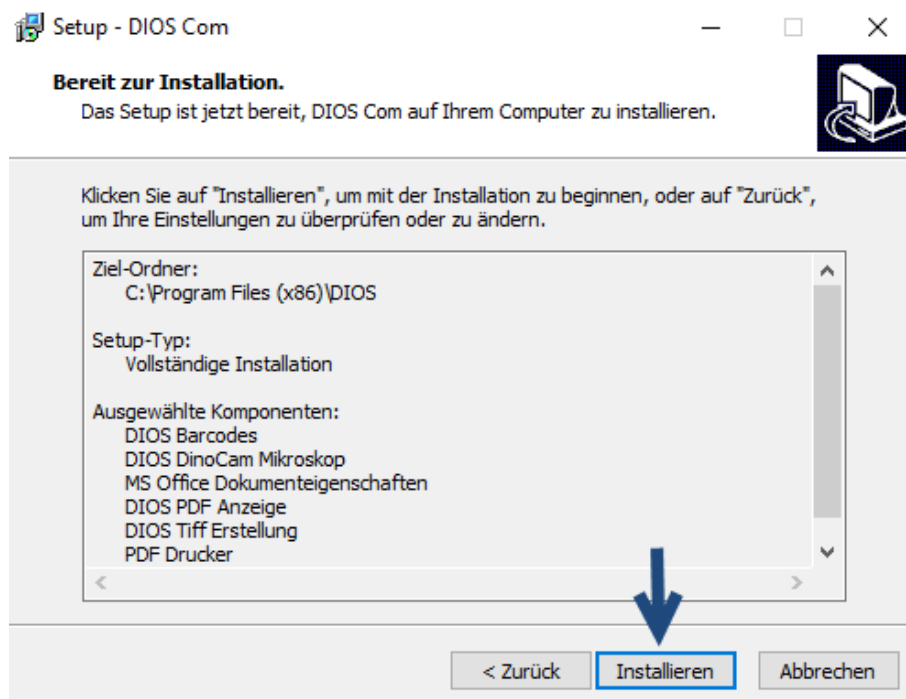 Setup - DIOS Com
Bereit zur Installation.
Das Setup ist jetzt bereit, DIOS Com auf Ihrem Computer zu installieren.
Klicken Sie auf "Installieren", um mit der Installation zu beginnen, oder auf "Zurück",
um Ihre Einstellungen zu überprüfen oder zu ändern.
Ziel-Ordner:
C:\Program Files (x86)\DIOS
Setup-Typ:
Vollständige Installation
Ausgewählte Komponenten:
DIOS Barcodes
DIOS DinoCam Mikroskop
MS Office Dokumenteigenschaften
DIOS PDF Anzeige
DIOS Tiff Erstellung
PDF Drucker
< Zurück
Installieren
Abbrechen